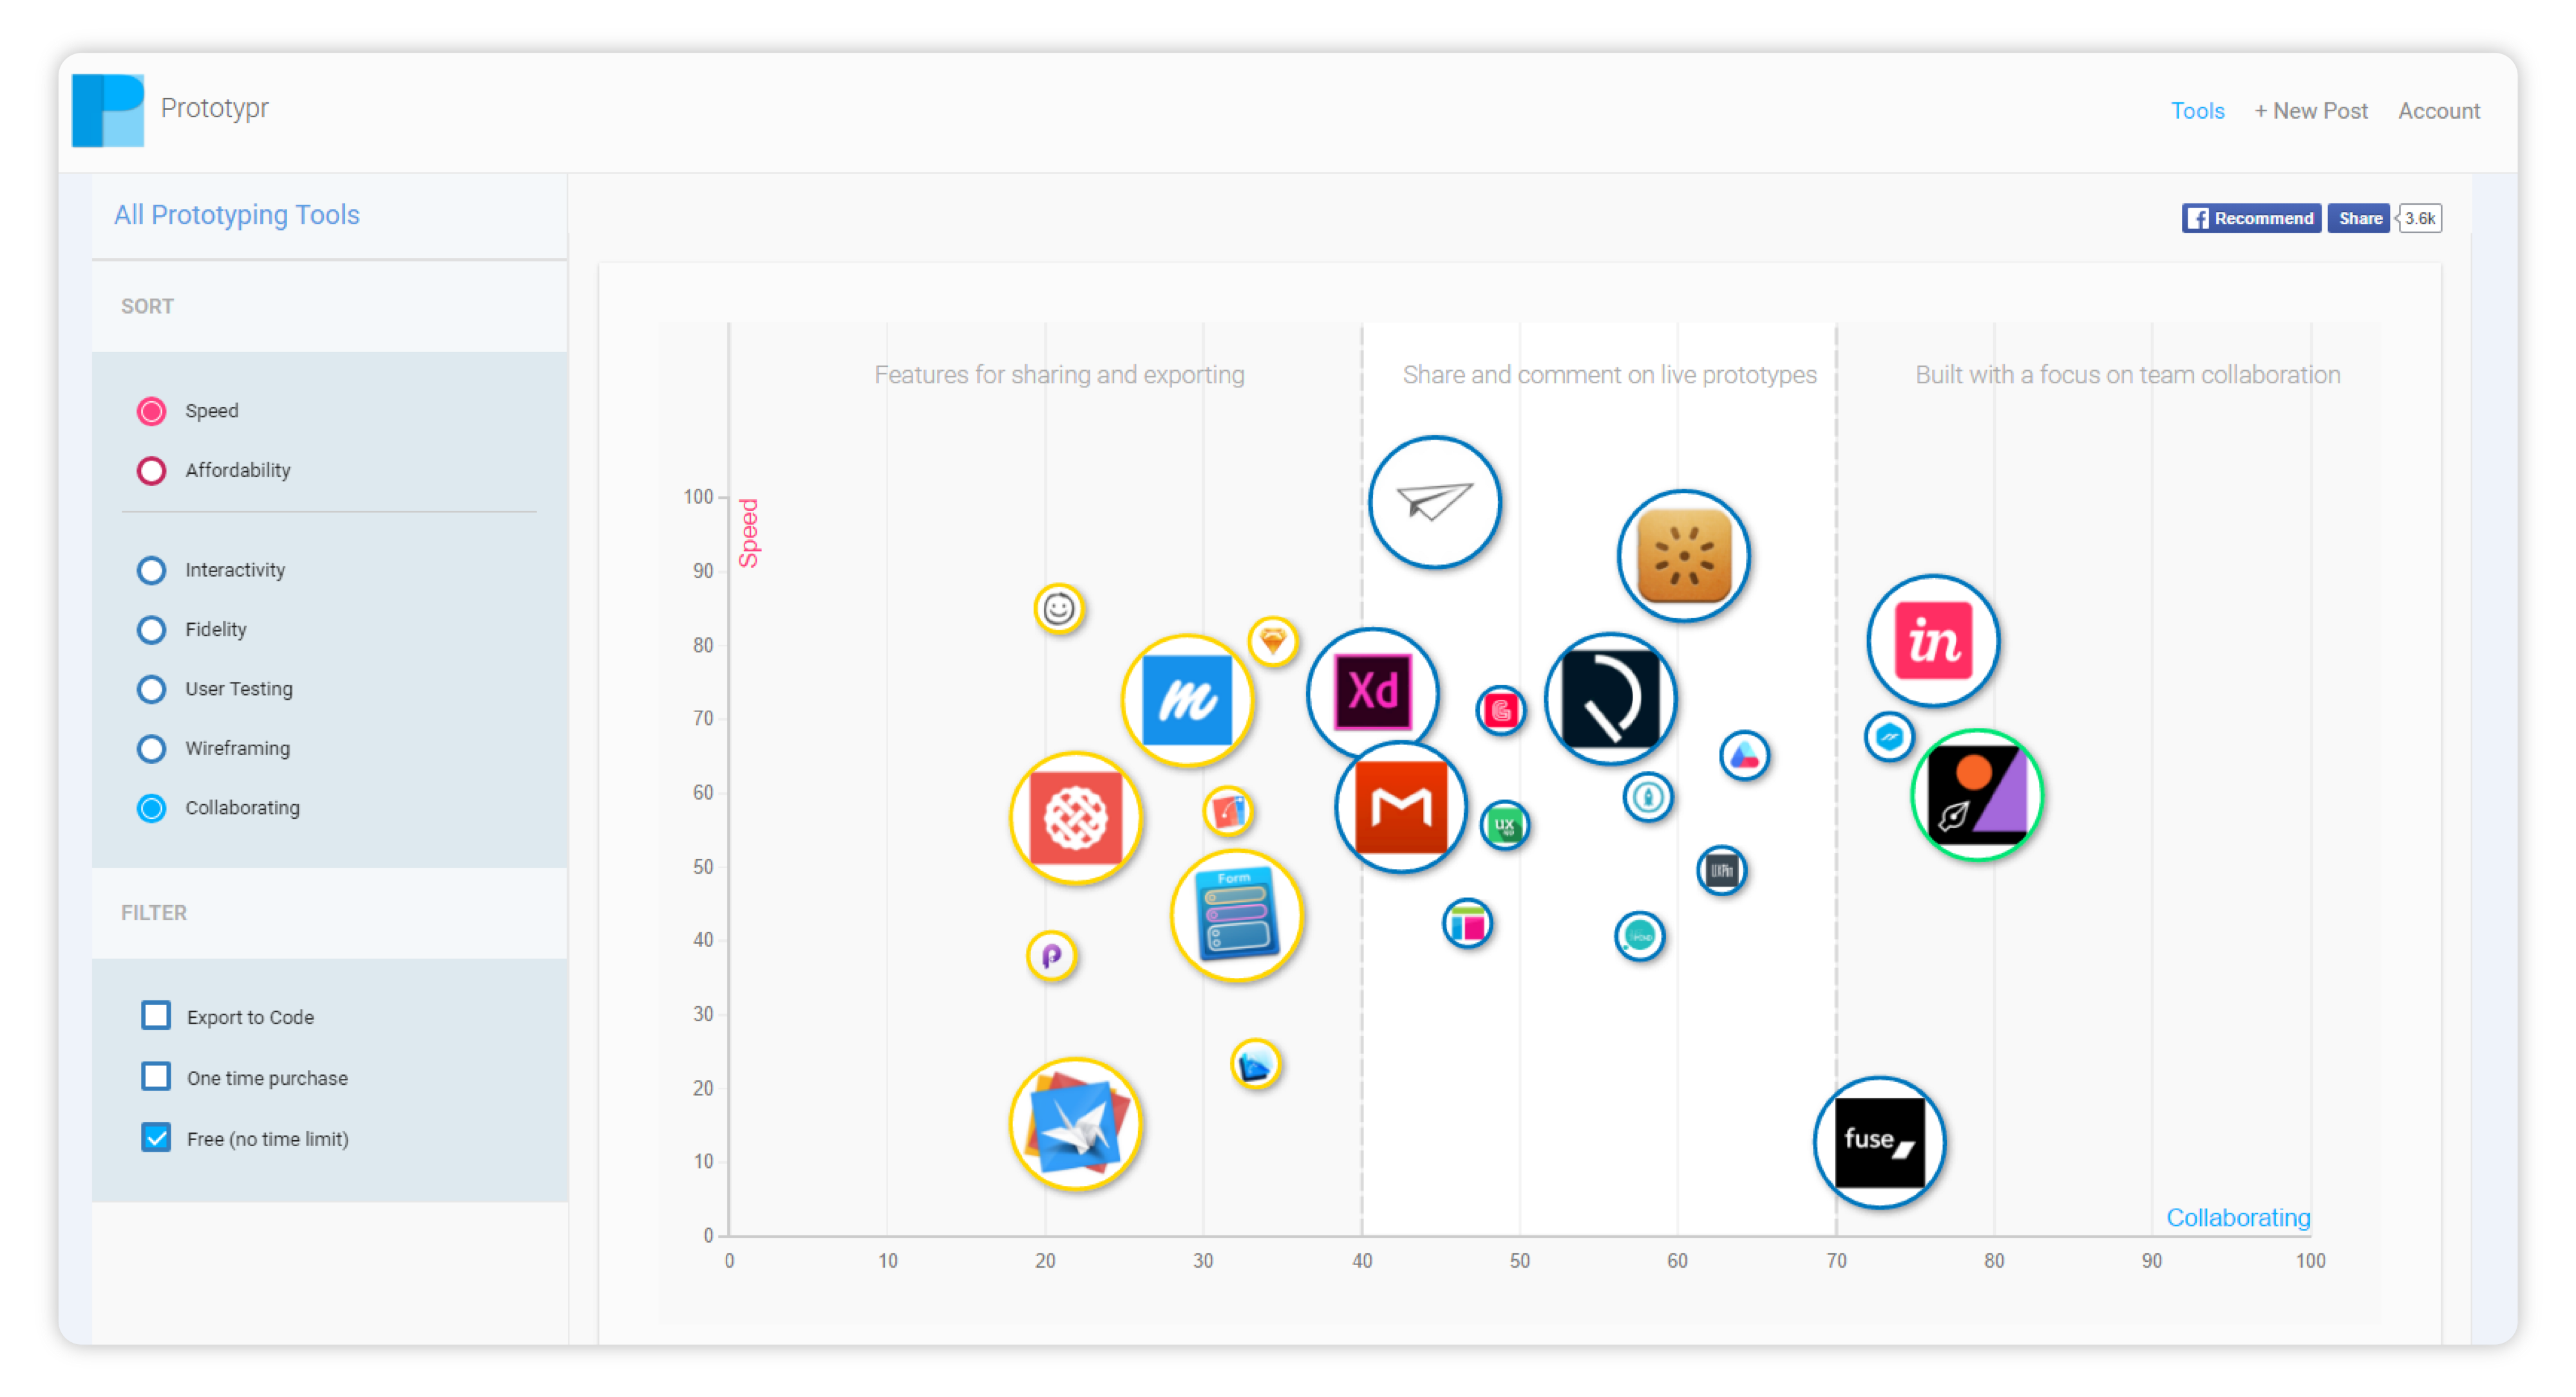 Prototypr
Tools + New Post Account
All Prototyping Tools
Recommend Share 3.6k
SORT
Speed
Affordability
Interactivity
Fidelity
User Testing
Wireframing
Collaborating
FILTER
Export to Code
One time purchase
Free (no time limit)
Features for sharing and exporting
Share and comment on live prototypes
Built with a focus on team collaboration
Speed
100
90
80
70
60
50
40
30
20
10
0
in
m
Xd
G
M
UX
app
UXPin
Form
P
fuse
Collaborating
0 10 20 30 40 50 60 70 80 90 100